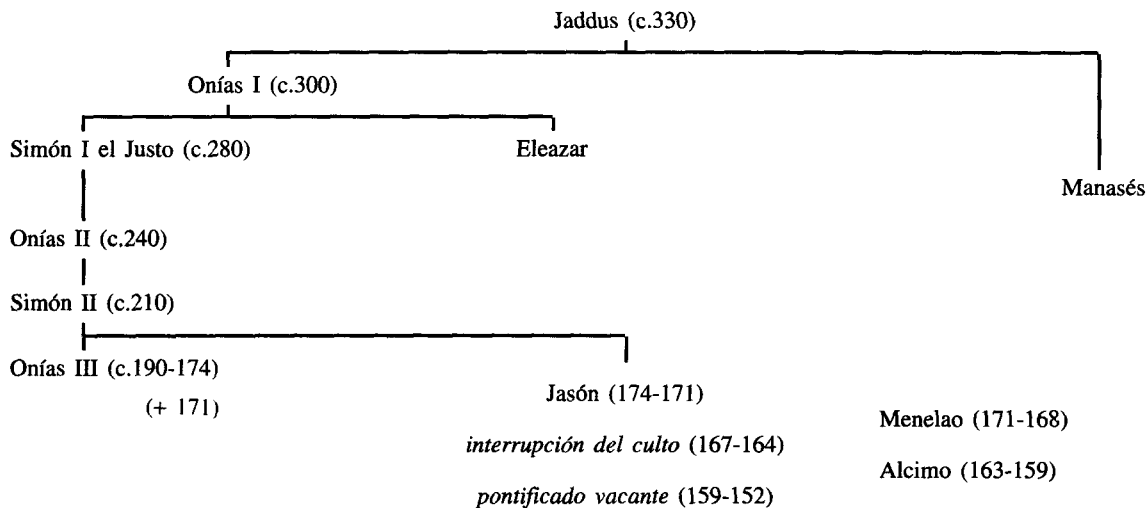 Jaddus (c.330)
Onías I (c.300)
Simón I el Justo (c.280) Eleazar
Manasés
Onías II (c.240)
Simón II (c.210)
Onías III (c.190-174)
(+ 171)
Jasón (174-171)
Menelao (171-168)
interrupción del culto (167-164)
Alcimo (163-159)
pontificado vacante (159-152)